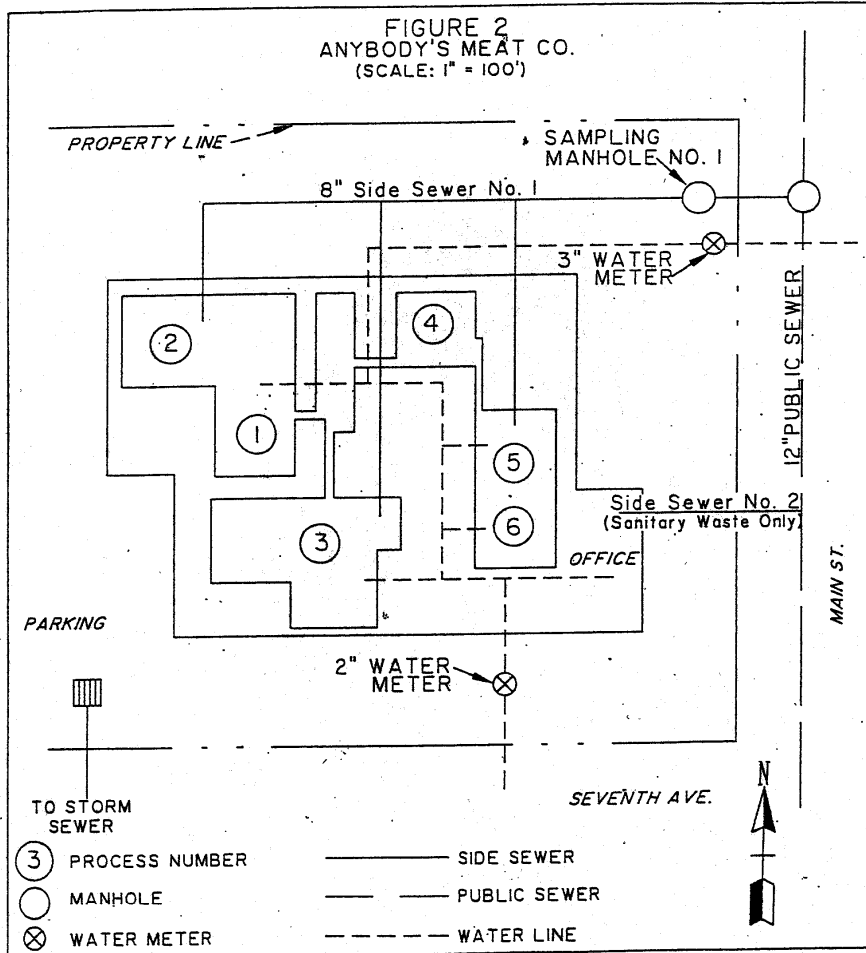 FIGURE 2
ANYBODY'S MEAT CO.
(SCALE: 1" = 100')
PROPERTY LINE
SAMPLING
MANHOLE NO. 1
8" Side Sewer No. 1
3" WATER
METER
12" PUBLIC SEWER
2
4
1
5
6
3
Side Sewer No. 2
(Sanitary Waste Only)
OFFICE
MAIN ST.
PARKING
2" WATER
METER
SEVENTH AVE.
N
TO STORM
SEWER
3 PROCESS NUMBER
SIDE SEWER
MANHOLE
PUBLIC SEWER
WATER METER
WATER LINE